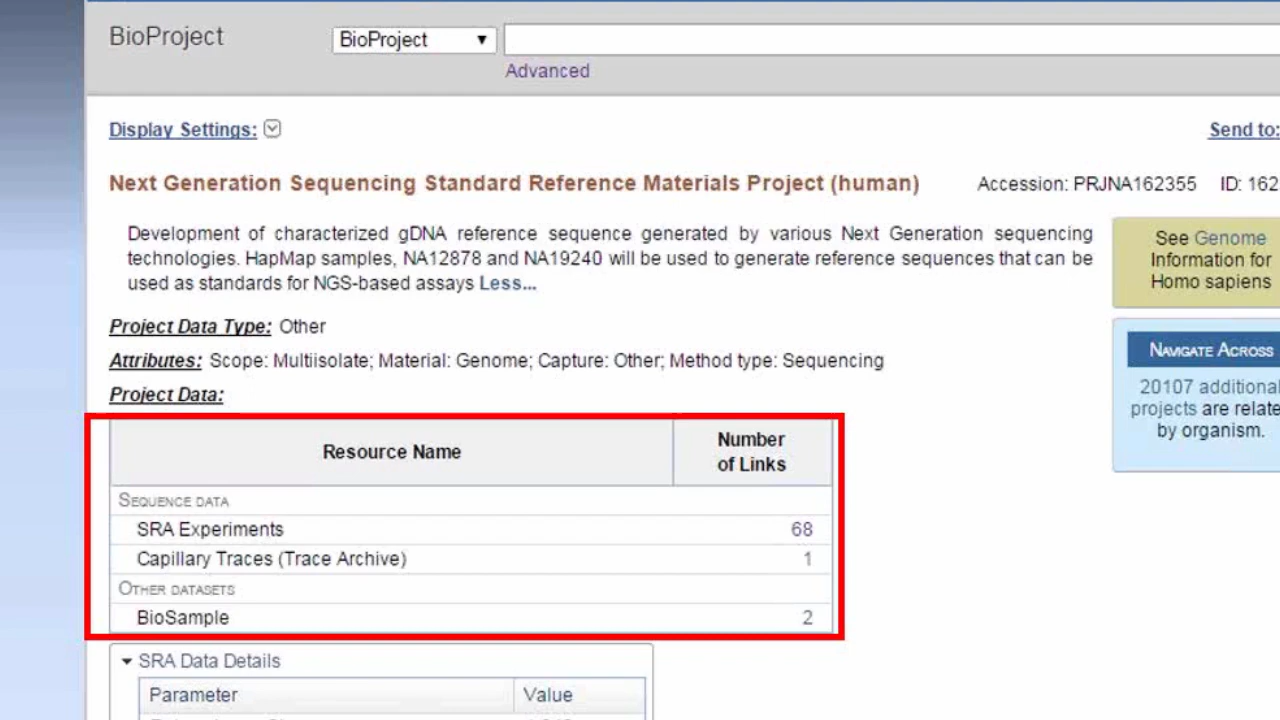 BioProject
BioProject
Advanced
Display Settings:
Send to:
Next Generation Sequencing Standard Reference Materials Project (human)
Accession: PRJNA162355 ID: 162
Development of characterized gDNA reference sequence generated by various Next Generation sequencing
technologies. HapMap samples, NA12878 and NA19240 will be used to generate reference sequences that can be
used as standards for NGS-based assays Less...
See Genome
Information for
Homo sapiens
Project Data Type: Other
Attributes: Scope: Multiisolate; Material: Genome; Capture: Other; Method type: Sequencing
Project Data:
NAVIGATE ACROSS
20107 additional
projects are relate
by organism.
Resource Name
Number
of Links
SEQUENCE DATA
SRA Experiments 68
Capillary Traces (Trace Archive) 1
OTHER DATASETS
BioSample 2
SRA Data Details
Parameter Value